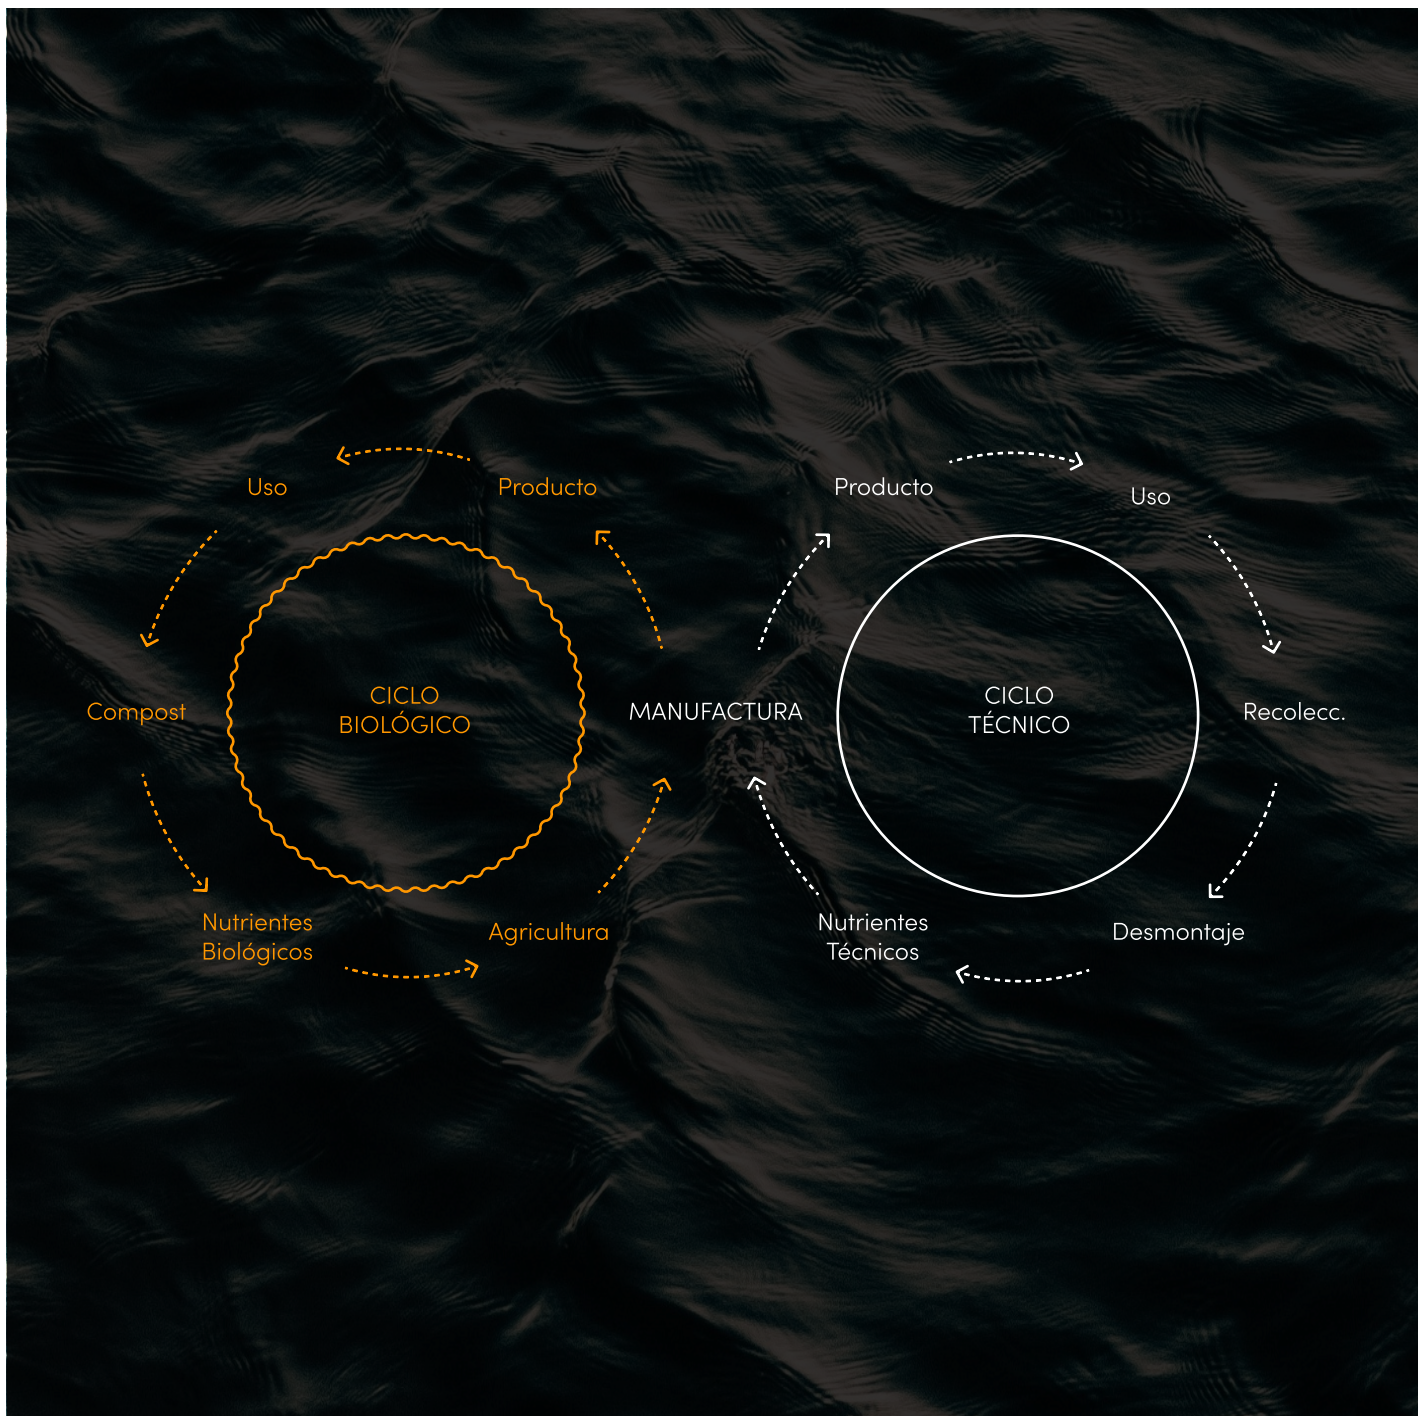 Uso
Producto
CICLO
BIOLÓGICO
Compost
Nutrientes
Biológicos
Agricultura
MANUFACTURA
Producto
Uso
CICLO
TÉCNICO
Recolecc.
Nutrientes
Técnicos
Desmontaje